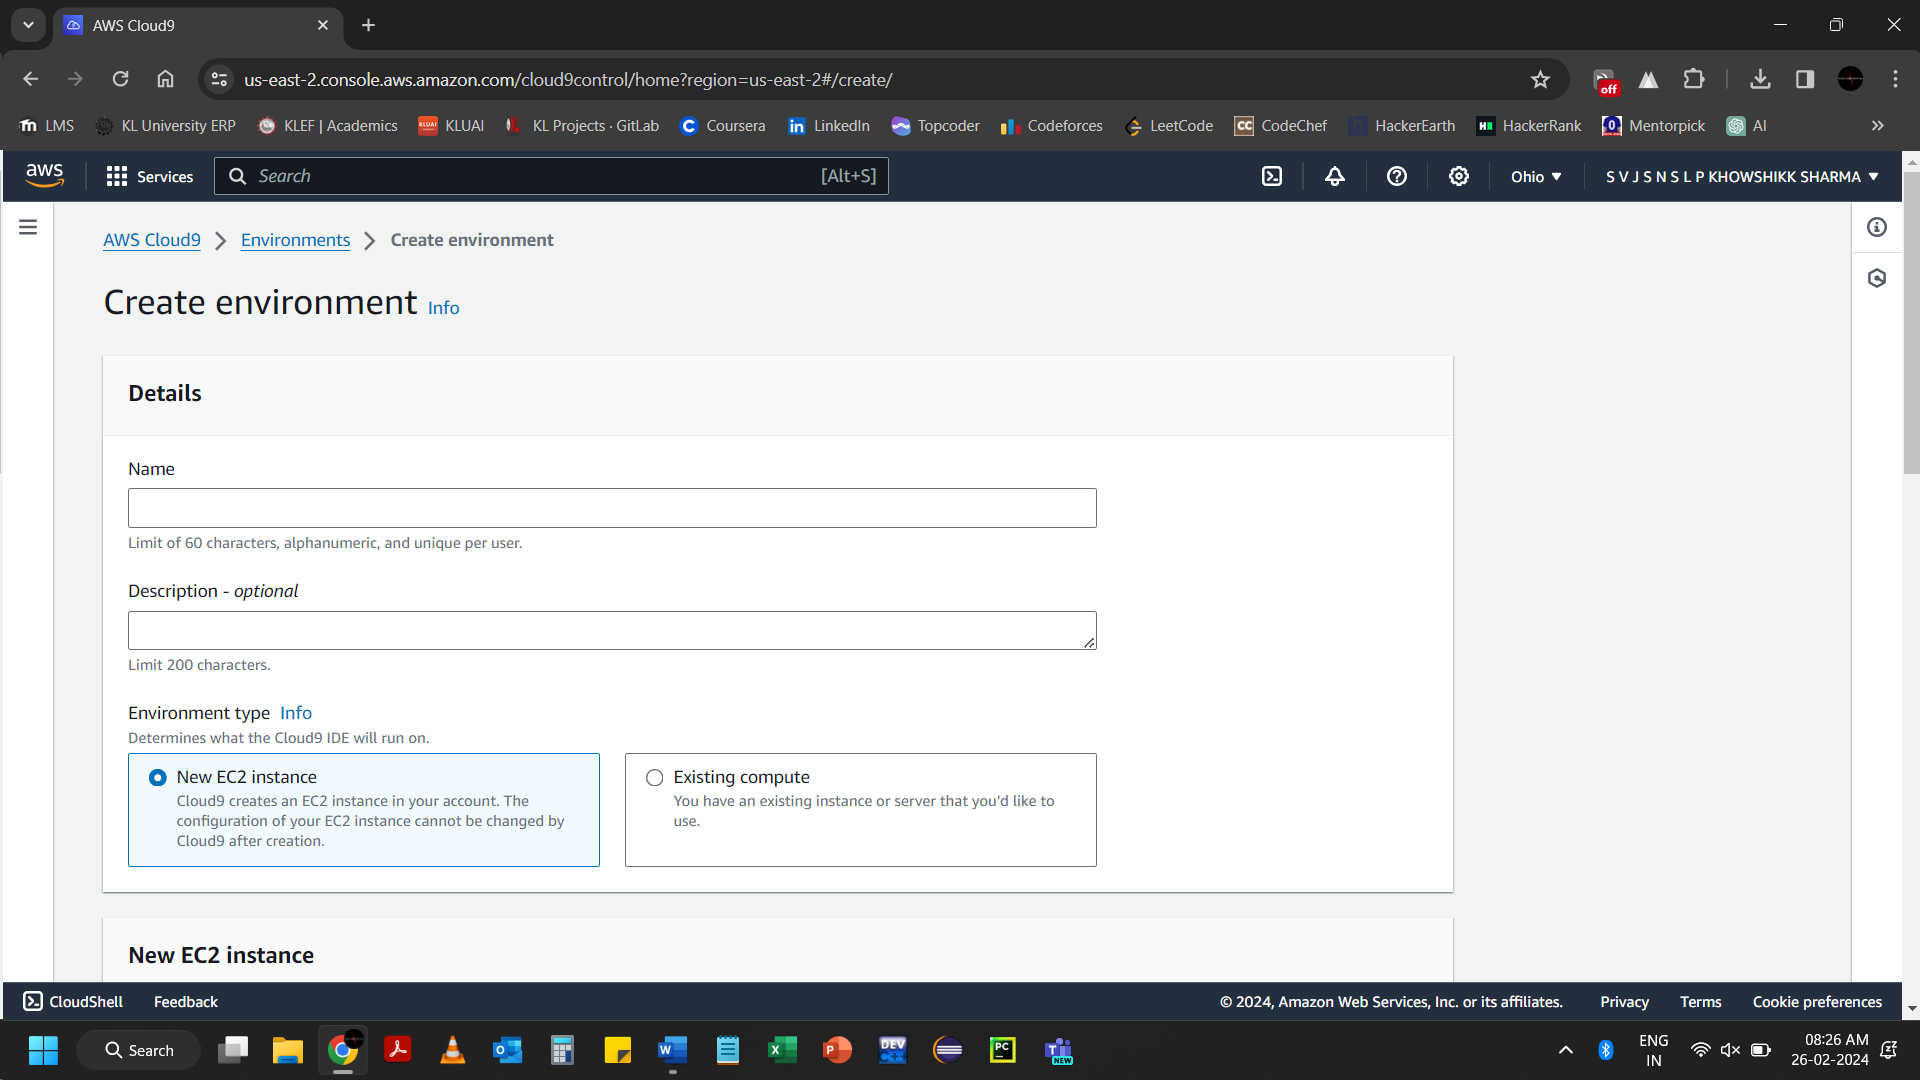 AWS Cloud9
us-east-2.console.aws.amazon.com/cloud9control/home?region=us-east-2#/create/
off
LMS
KL University ERP
KLEF | Academics
KLUAI
KL Projects · GitLab
Coursera
LinkedIn
Topcoder
Codeforces
LeetCode
CodeChef
HackerEarth
HackerRank
Mentorpick
AI
aws
Services
Search
[Alt+S]
Ohio
S V J S N S L P KHOWSHIKK SHARMA
AWS Cloud9
Environments
Create environment
Create environment Info
Details
Name
Limit of 60 characters, alphanumeric, and unique per user.
Description - optional
Limit 200 characters.
Environment type Info
Determines what the Cloud9 IDE will run on.
New EC2 instance
Cloud9 creates an EC2 instance in your account. The
configuration of your EC2 instance cannot be changed by
Cloud9 after creation.
Existing compute
You have an existing instance or server that you’d like to
use.
New EC2 instance
CloudShell
Feedback
© 2024, Amazon Web Services, Inc. or its affiliates.
Privacy
Terms
Cookie preferences
Search
DEV
PC
NEW
ENG
IN
08:26 AM
26-02-2024